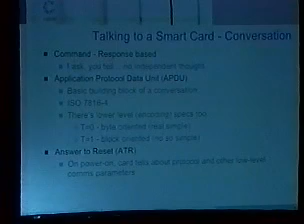 Talking to a Smart Card - Conversation
Command - Response based
I ask, you tell... no independent thought
Application Protocol Data Unit (APDU)
Basic building block of a conversation
ISO 7816-4
There's lower level (encoding) specs too
T=0 - byte oriented (real simple)
T=1 - block oriented (no so simple)
Answer to Reset (ATR)
On power-on, card tells about protocol and other low-level
comms parameters